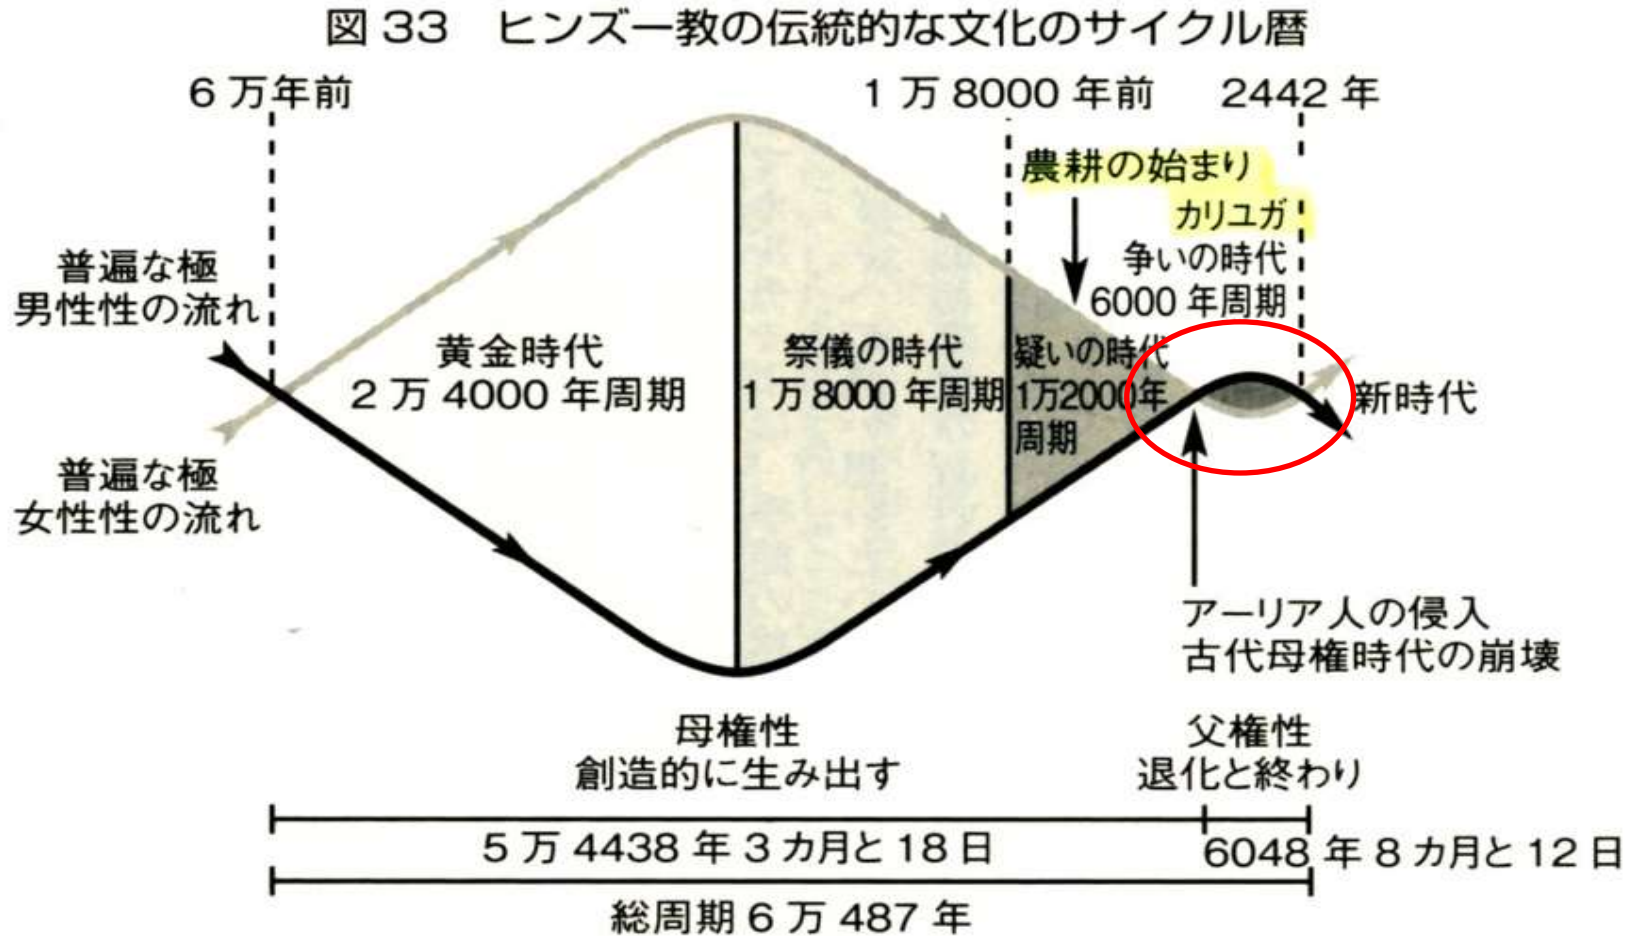 図 33　ヒンズー教の伝統的な文化のサイクル暦
6 万年前
1 万 8000 年前
2442 年
農耕の始まり
カリユガ
争いの時代
6000 年周期
普遍な極
男性性の流れ
黄金時代
2 万 4000 年周期
祭儀の時代
1 万 8000 年周期
疑いの時代
1万2000年
周期
新時代
普遍な極
女性性の流れ
アーリア人の侵入
古代母権時代の崩壊
母権性
創造的に生み出す
父権性
退化と終わり
5 万 4438 年 3 カ月と 18 日
6048 年 8 カ月と 12 日
総周期 6 万 487 年